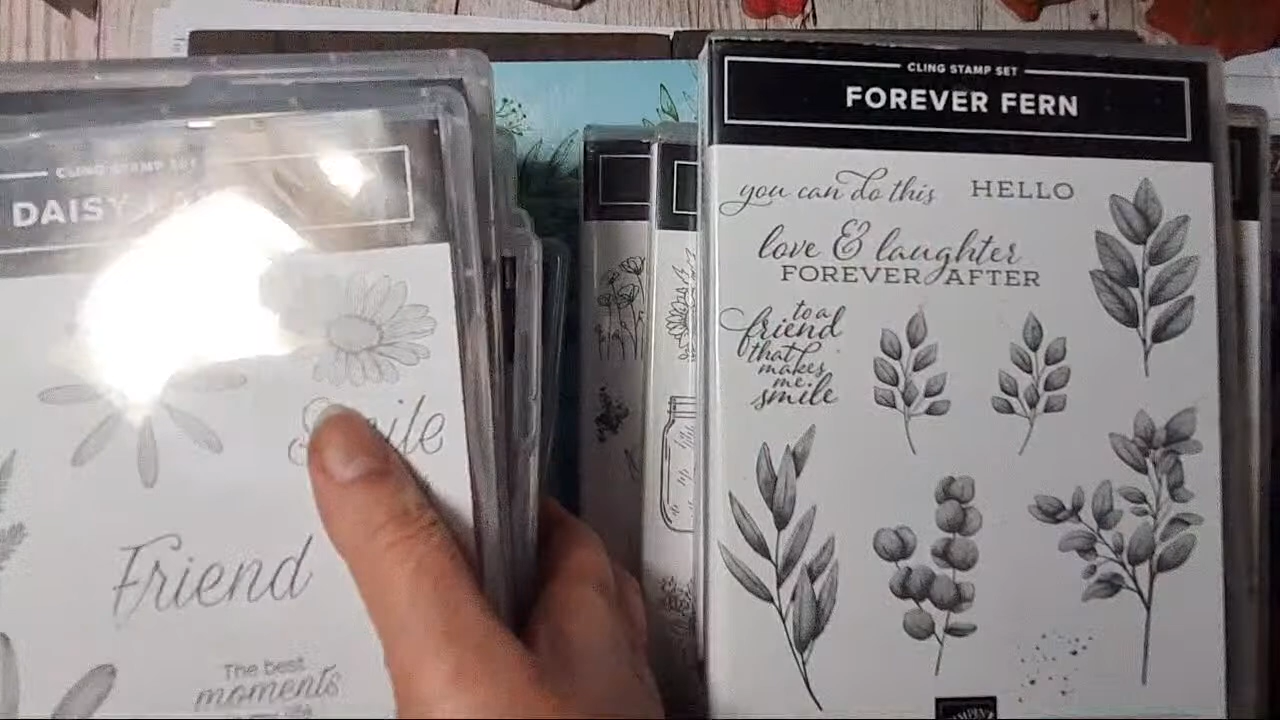 CLING STAMP SET
DAISY
Smile
Friend
The best
moments
CLING STAMP SET
FOREVER FERN
you can do this
HELLO
love & laughter
FOREVER AFTER
to a
friend
that
makes
me
smile